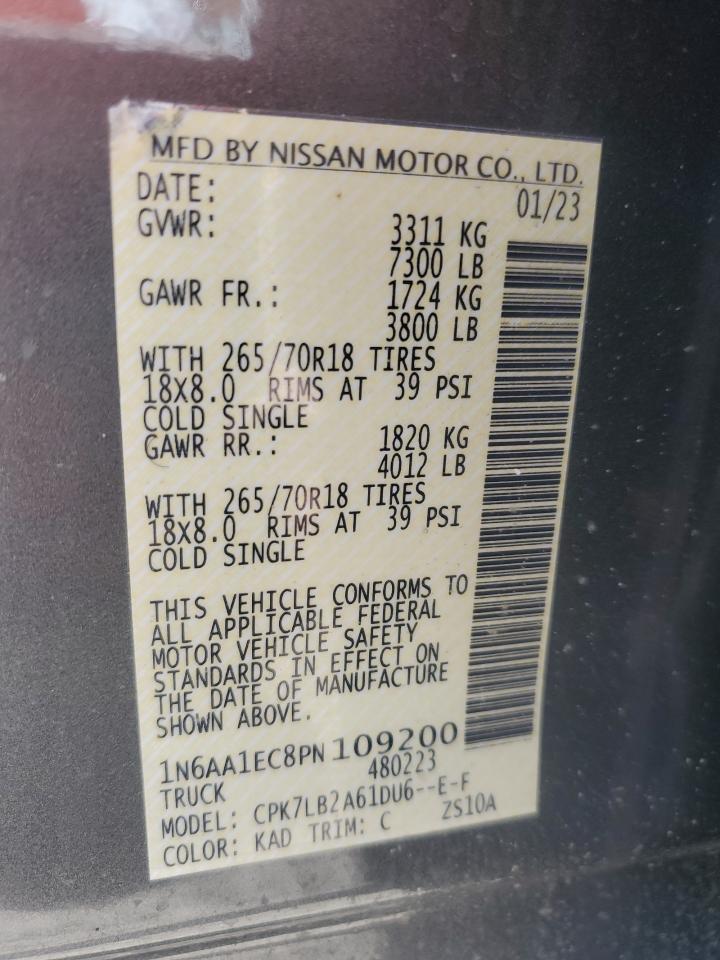 MFD BY NISSAN MOTOR CO., LTD.
DATE: 01/23
GVWR: 3311 KG
7300 LB
GAWR FR.: 1724 KG
3800 LB
WITH 265/70R18 TIRES
18X8.0 RIMS AT 39 PSI
COLD SINGLE
GAWR RR.: 1820 KG
4012 LB
WITH 265/70R18 TIRES
18X8.0 RIMS AT 39 PSI
COLD SINGLE
THIS VEHICLE CONFORMS TO
ALL APPLICABLE FEDERAL
MOTOR VEHICLE SAFETY
STANDARDS IN EFFECT ON
THE DATE OF MANUFACTURE
SHOWN ABOVE.
1N6AA1EC8PN 109200
TRUCK 480223
MODEL: CPK7LB2A61DU6--E-F
COLOR: KAD TRIM: C ZS10A